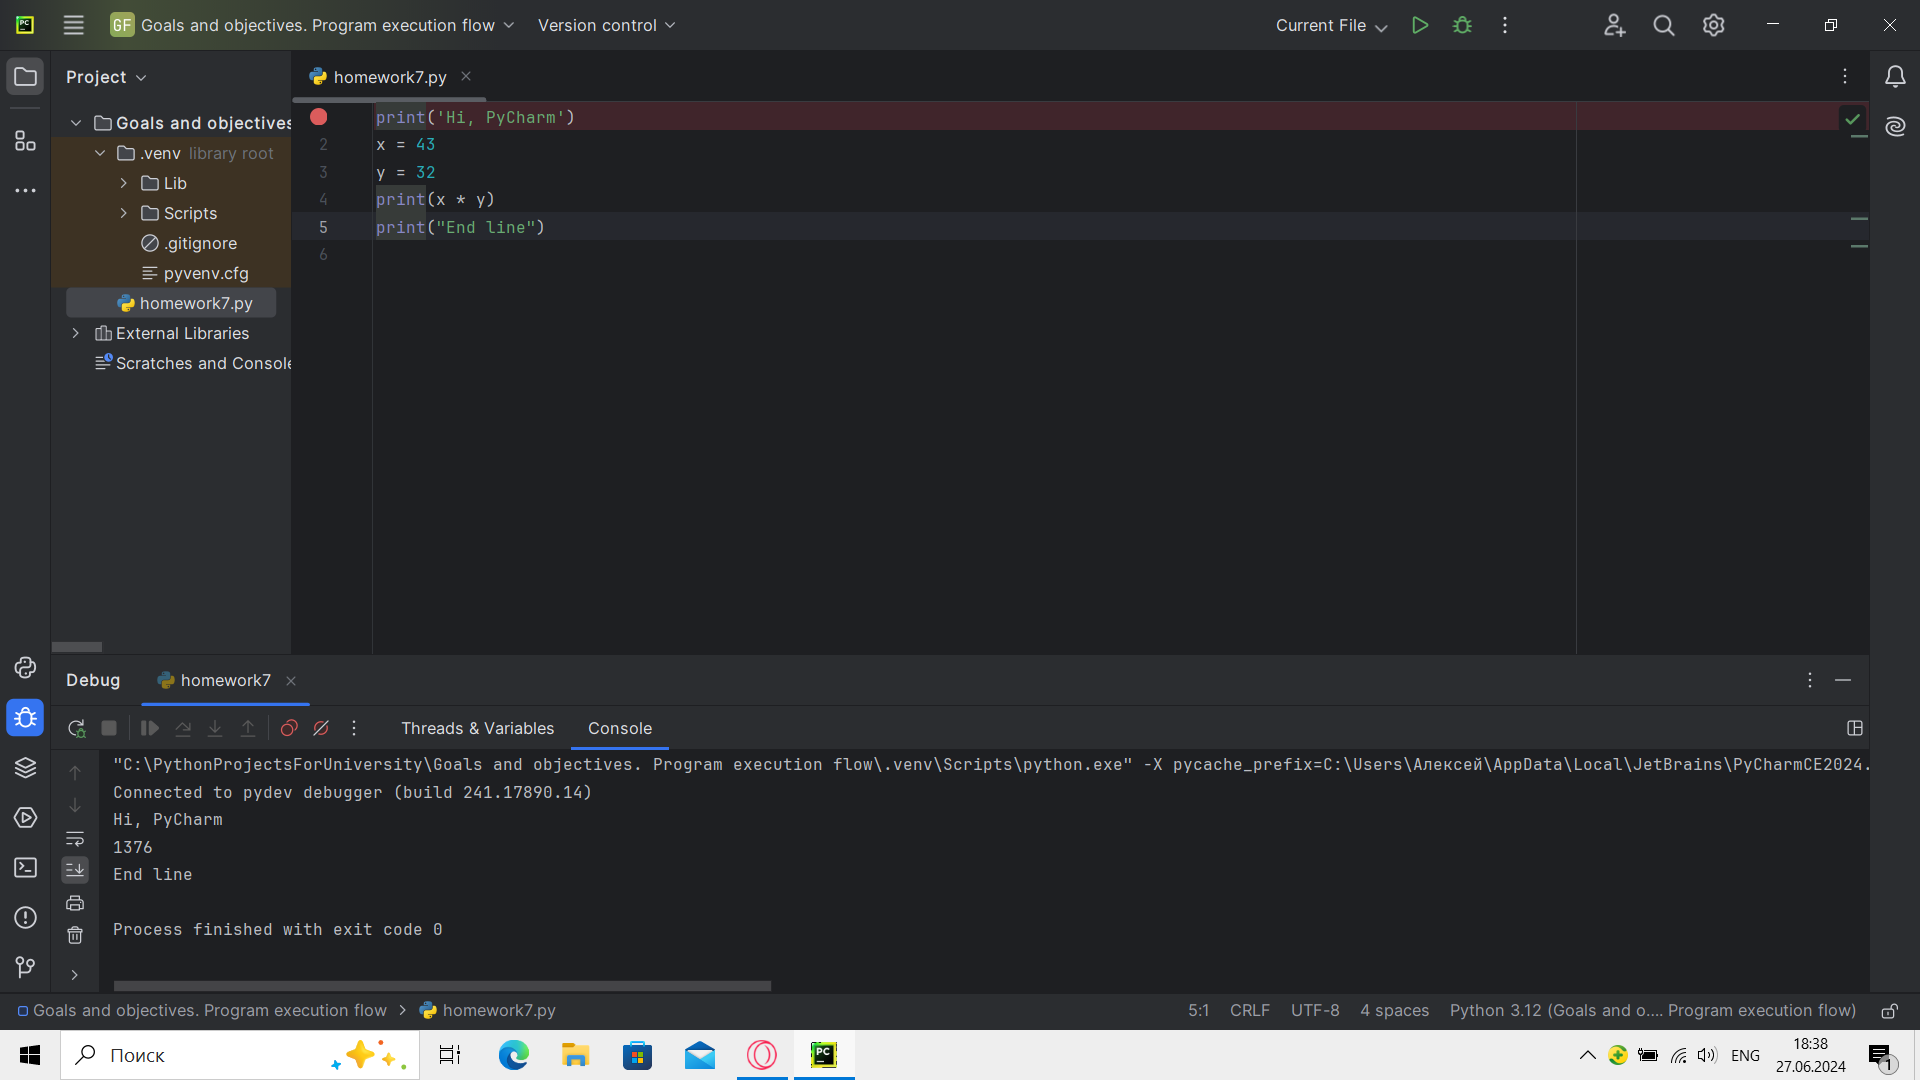 GF Goals and objectives. Program execution flow Version control Current File
Project
homework7.py
Goals and objectives
.venv library root
Lib
Scripts
.gitignore
pyvenv.cfg
homework7.py
External Libraries
Scratches and Console
print('Hi, PyCharm')
2 x = 43
3 y = 32
4 print(x * y)
5 print("End line")
6
Debug homework7
Threads & Variables Console
"C:\PythonProjectsForUniversity\Goals and objectives. Program execution flow\.venv\Scripts\python.exe" -X pycache_prefix=C:\Users\Алексей\AppData\Local\JetBrains\PyCharmCE2024.
Connected to pydev debugger (build 241.17890.14)
Hi, PyCharm
1376
End line
Process finished with exit code 0
Goals and objectives. Program execution flow > homework7.py 5:1 CRLF UTF-8 4 spaces Python 3.12 (Goals and o.... Program execution flow)
Поиск
PC
ENG
18:38
27.06.2024
1